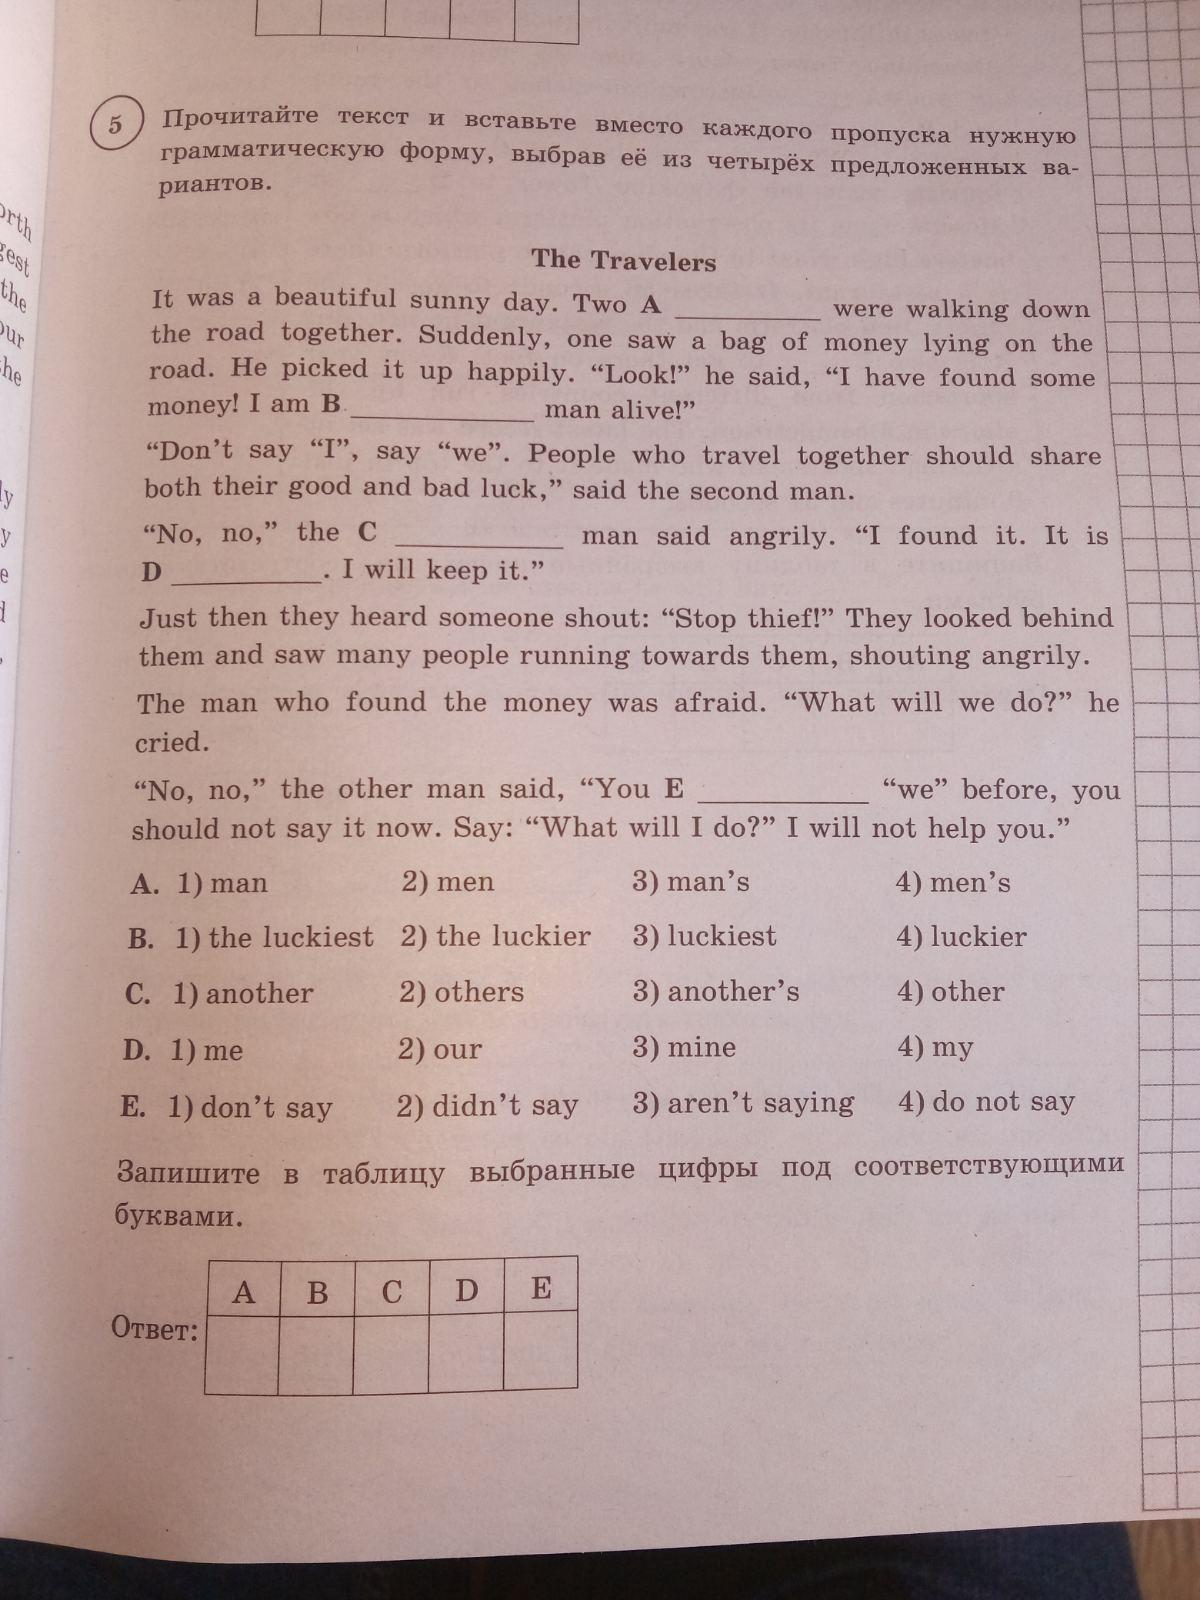 orth
gest
the
our
the
ly
y
e
d
,
5
Прочитайте текст и вставьте вместо каждого пропуска нужную
грамматическую форму, выбрав её из четырёх предложенных ва-
риантов.
The Travelers
It was a beautiful sunny day. Two A __________ were walking down
the road together. Suddenly, one saw a bag of money lying on the
road. He picked it up happily. “Look!” he said, “I have found some
money! I am B ____________ man alive!”
“Don’t say “I”, say “we”. People who travel together should share
both their good and bad luck,” said the second man.
“No, no,” the C ___________ man said angrily. “I found it. It is
D __________. I will keep it.”
Just then they heard someone shout: “Stop thief!” They looked behind
them and saw many people running towards them, shouting angrily.
The man who found the money was afraid. “What will we do?” he
cried.
“No, no,” the other man said, “You E ___________ “we” before, you
should not say it now. Say: “What will I do?” I will not help you.”
A. 1) man 2) men 3) man’s 4) men’s
B. 1) the luckiest 2) the luckier 3) luckiest 4) luckier
C. 1) another 2) others 3) another’s 4) other
D. 1) me 2) our 3) mine 4) my
E. 1) don’t say 2) didn’t say 3) aren’t saying 4) do not say
Запишите в таблицу выбранные цифры под соответствующими
буквами.
A B C D E
Ответ: